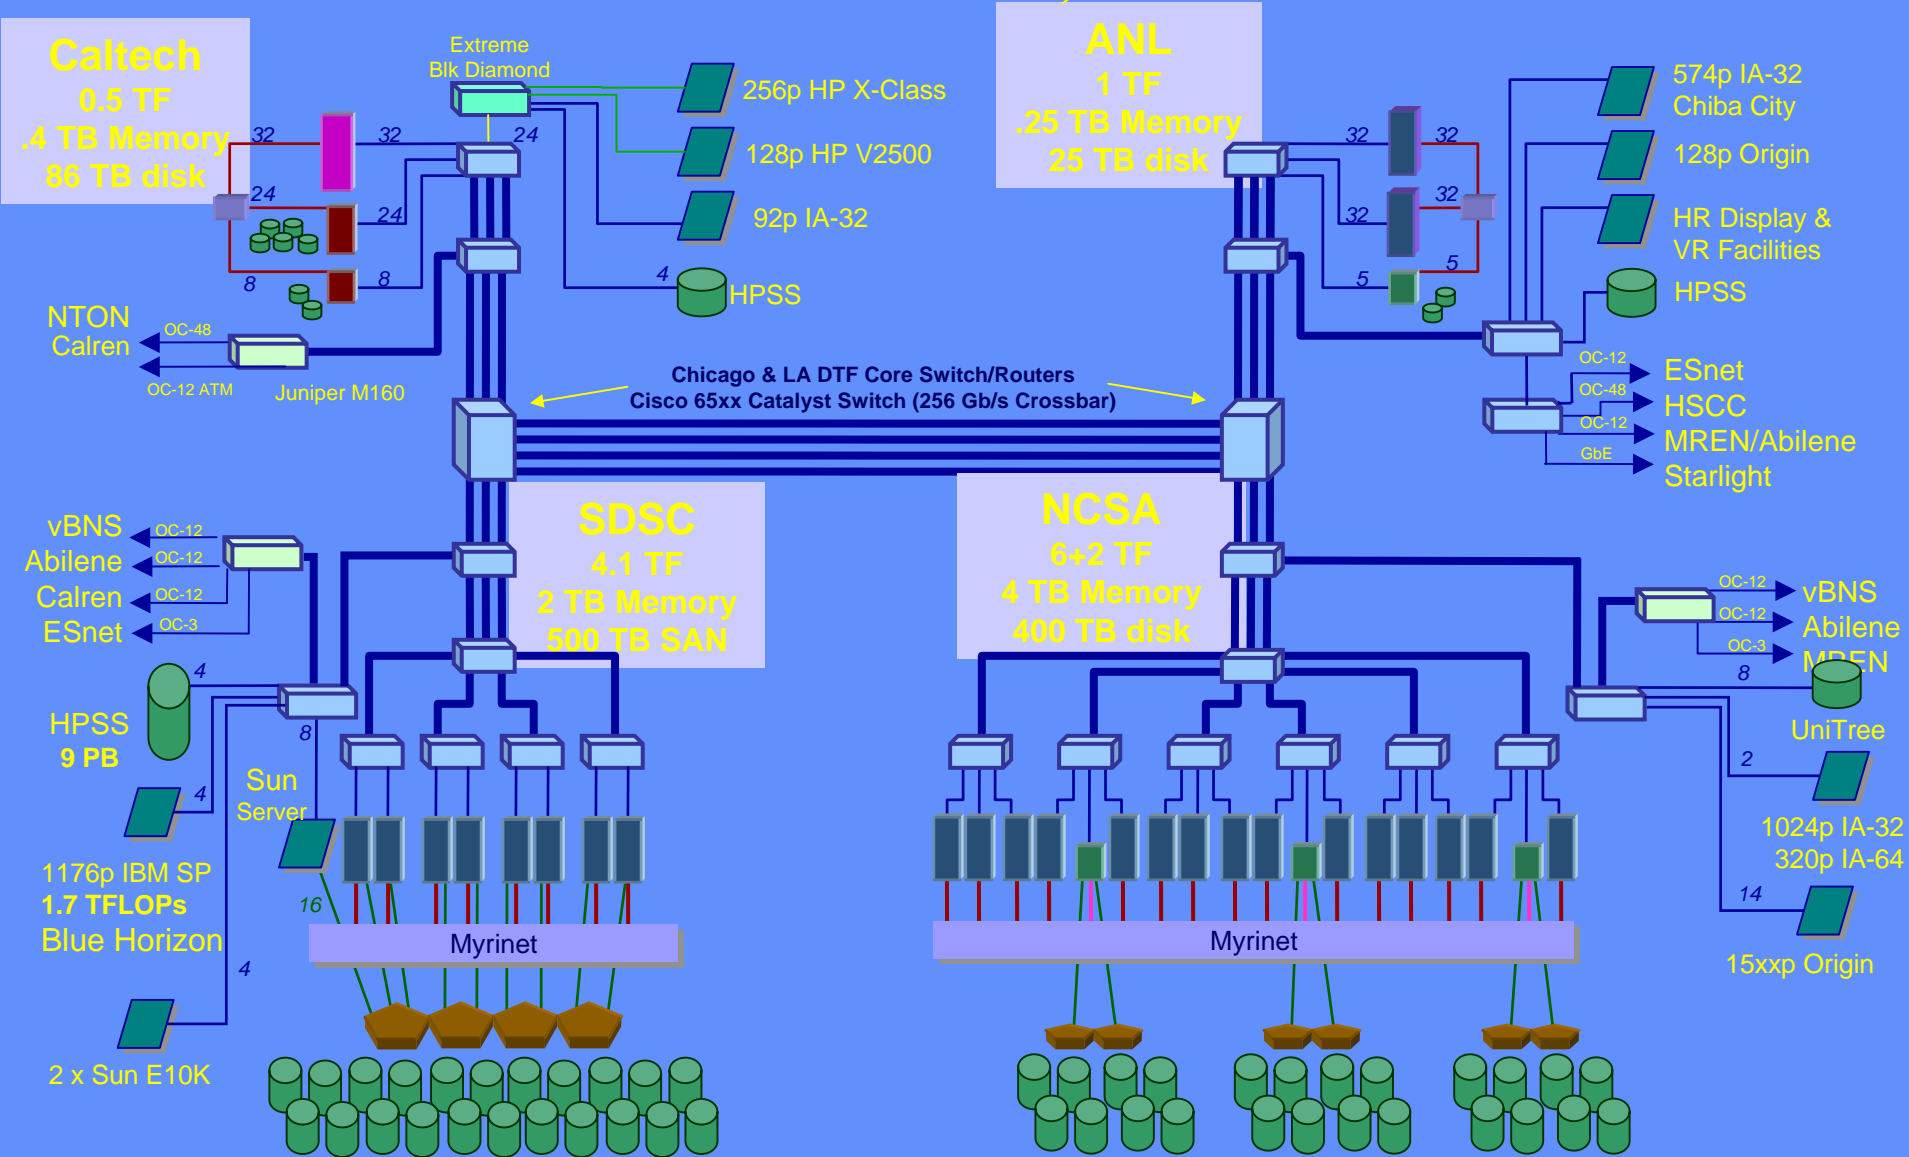 Caltech
0.5 TF
.4 TB Memory
86 TB disk
Extreme
Blk Diamond
256p HP X-Class
128p HP V2500
92p IA-32
HPSS
4
24
32
32
24
24
8
8
NTON
Calren
OC-48
OC-12 ATM
Juniper M160
ANL
1 TF
.25 TB Memory
25 TB disk
32
32
32
32
5
5
574p IA-32
Chiba City
128p Origin
HR Display &
VR Facilities
HPSS
OC-12
ESnet
OC-48
HSCC
OC-12
MREN/Abilene
GbE
Starlight
Chicago & LA DTF Core Switch/Routers
Cisco 65xx Catalyst Switch (256 Gb/s Crossbar)
SDSC
4.1 TF
2 TB Memory
500 TB SAN
vBNS
OC-12
Abilene
OC-12
Calren
OC-12
ESnet
OC-3
4
HPSS
9 PB
8
4
Sun
Server
1176p IBM SP
1.7 TFLOPs
Blue Horizon
16
4
2 x Sun E10K
Myrinet
NCSA
6+2 TF
4 TB Memory
400 TB disk
OC-12
vBNS
OC-12
Abilene
OC-3
MREN
8
UniTree
2
1024p IA-32
320p IA-64
14
15xxp Origin
Myrinet